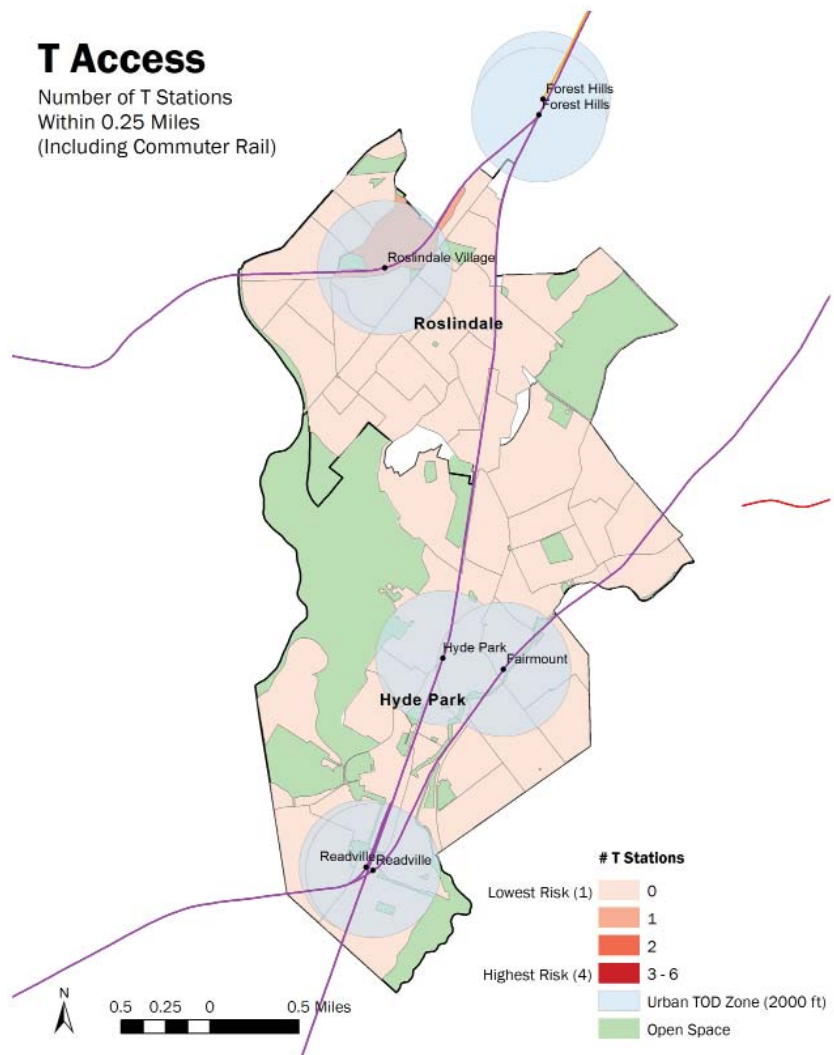 T Access
Number of T Stations
Within 0.25 Miles
(Including Commuter Rail)
Forest Hills
Forest Hills
Roslindale Village
Roslindale
Hyde Park
Fairmount
Hyde Park
Readville
Readville
# T Stations
Lowest Risk (1)
0
1
2
Highest Risk (4)
3 - 6
Urban TOD Zone (2000 ft)
Open Space
N
0.5 0.25 0 0.5 Miles